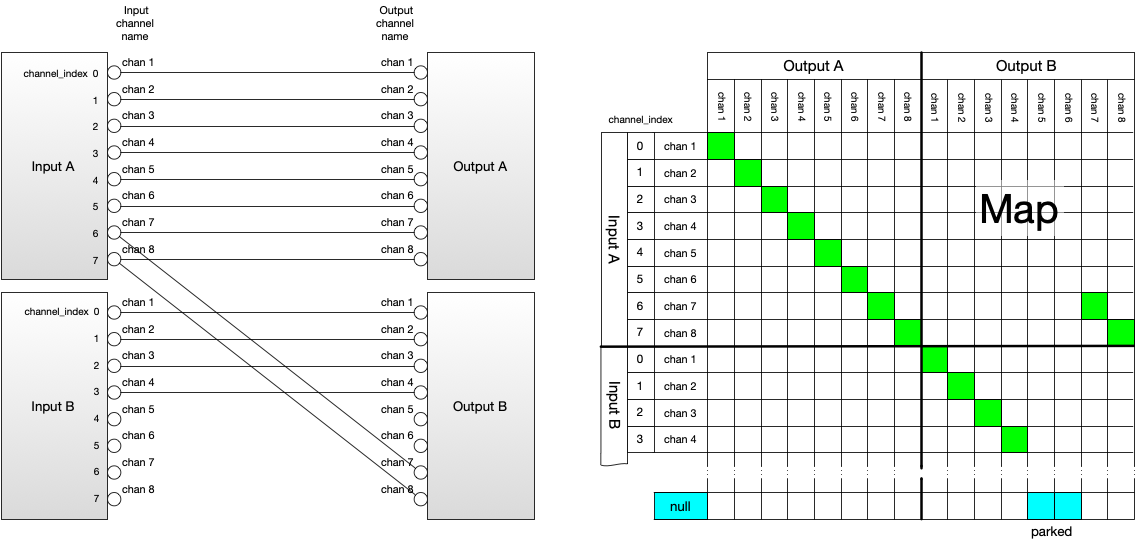 Input
channel
name
Output
channel
name
channel_index 0
chan 1
chan 1
1
chan 2
chan 2
2
chan 3
chan 3
3
chan 4
chan 4
Input A
4
chan 5
chan 5
Output A
5
chan 6
chan 6
6
chan 7
chan 7
7
chan 8
chan 8
channel_index 0
chan 1
chan 1
1
chan 2
chan 2
2
chan 3
chan 3
3
chan 4
chan 4
Input B
4
chan 5
chan 5
Output B
5
chan 6
chan 6
6
chan 7
chan 7
7
chan 8
chan 8
Output A
Output B
channel_index
chan 1
chan 2
chan 3
chan 4
chan 5
chan 6
chan 7
chan 8
chan 1
chan 2
chan 3
chan 4
chan 5
chan 6
chan 7
chan 8
Map
Input A
0 chan 1
1 chan 2
2 chan 3
3 chan 4
4 chan 5
5 chan 6
6 chan 7
7 chan 8
Input B
0 chan 1
1 chan 2
2 chan 3
3 chan 4
null
parked